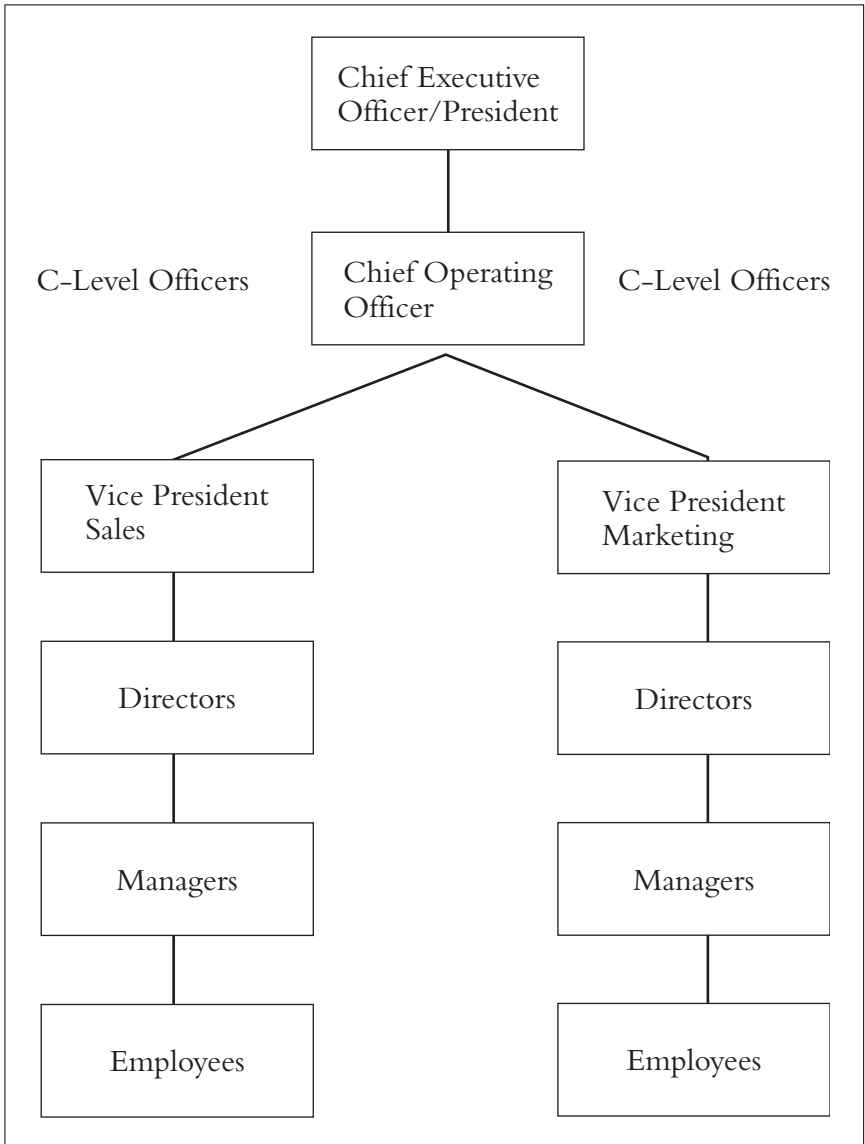 Chief Executive
Officer/President
C-Level Officers
Chief Operating
Officer
C-Level Officers
Vice President
Sales
Vice President
Marketing
Directors
Directors
Managers
Managers
Employees
Employees